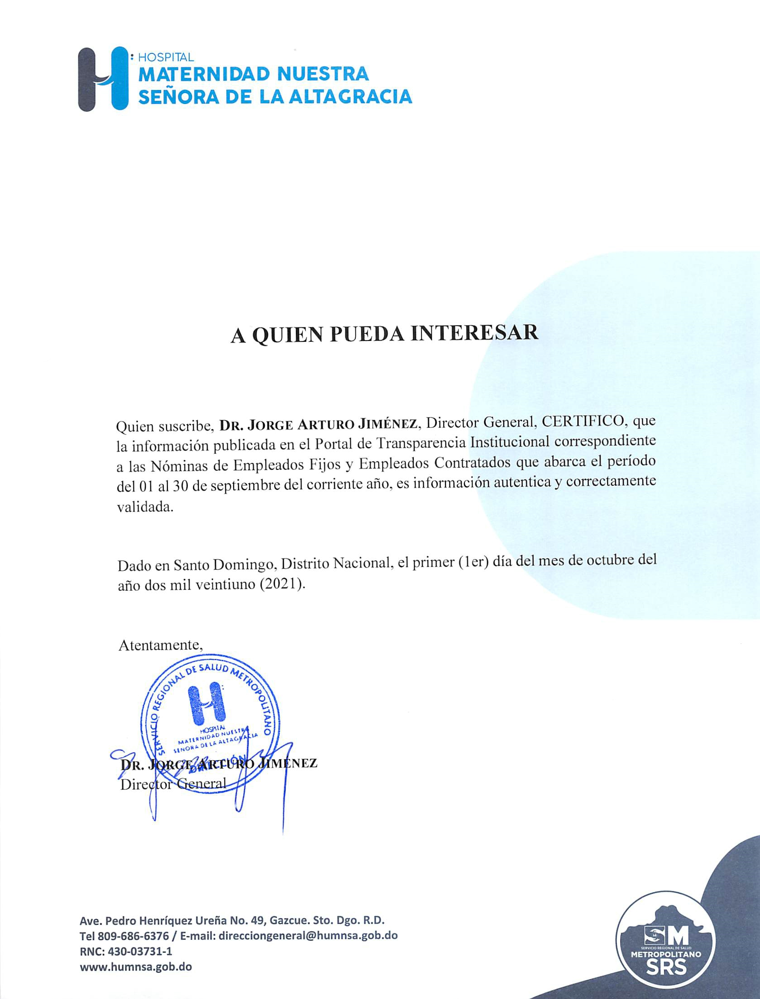 HOSPITAL
MATERNIDAD NUESTRA
SEÑORA DE LA ALTAGRACIA
A QUIEN PUEDA INTERESAR
Quien suscribe, DR. JORGE ARTURO JIMÉNEZ, Director General, CERTIFICO, que
la información publicada en el Portal de Transparencia Institucional correspondiente
a las Nóminas de Empleados Fijos y Empleados Contratados que abarca el período
del 01 al 30 de septiembre del corriente año, es información autentica y correctamente
validada.
Dado en Santo Domingo, Distrito Nacional, el primer (1er) día del mes de octubre del
año dos mil veintiuno (2021).
Atentamente,
SERVICIO REGIONAL DE SALUD METROPOLITANO
HOSPITAL
MATERNIDAD NUESTRA
SEÑORA DE LA ALTAGRACIA
DIRECCIÓN
DR. JORGE ARTURO JIMÉNEZ
Director General
Ave. Pedro Henríquez Ureña No. 49, Gazcue. Sto. Dgo. R.D.
Tel 809-686-6376 / E-mail: direcciongeneral@humnsa.gob.do
RNC: 430-03731-1
www.humnsa.gob.do
SM
SERVICIO REGIONAL DE SALUD
METROPOLITANO
SRS